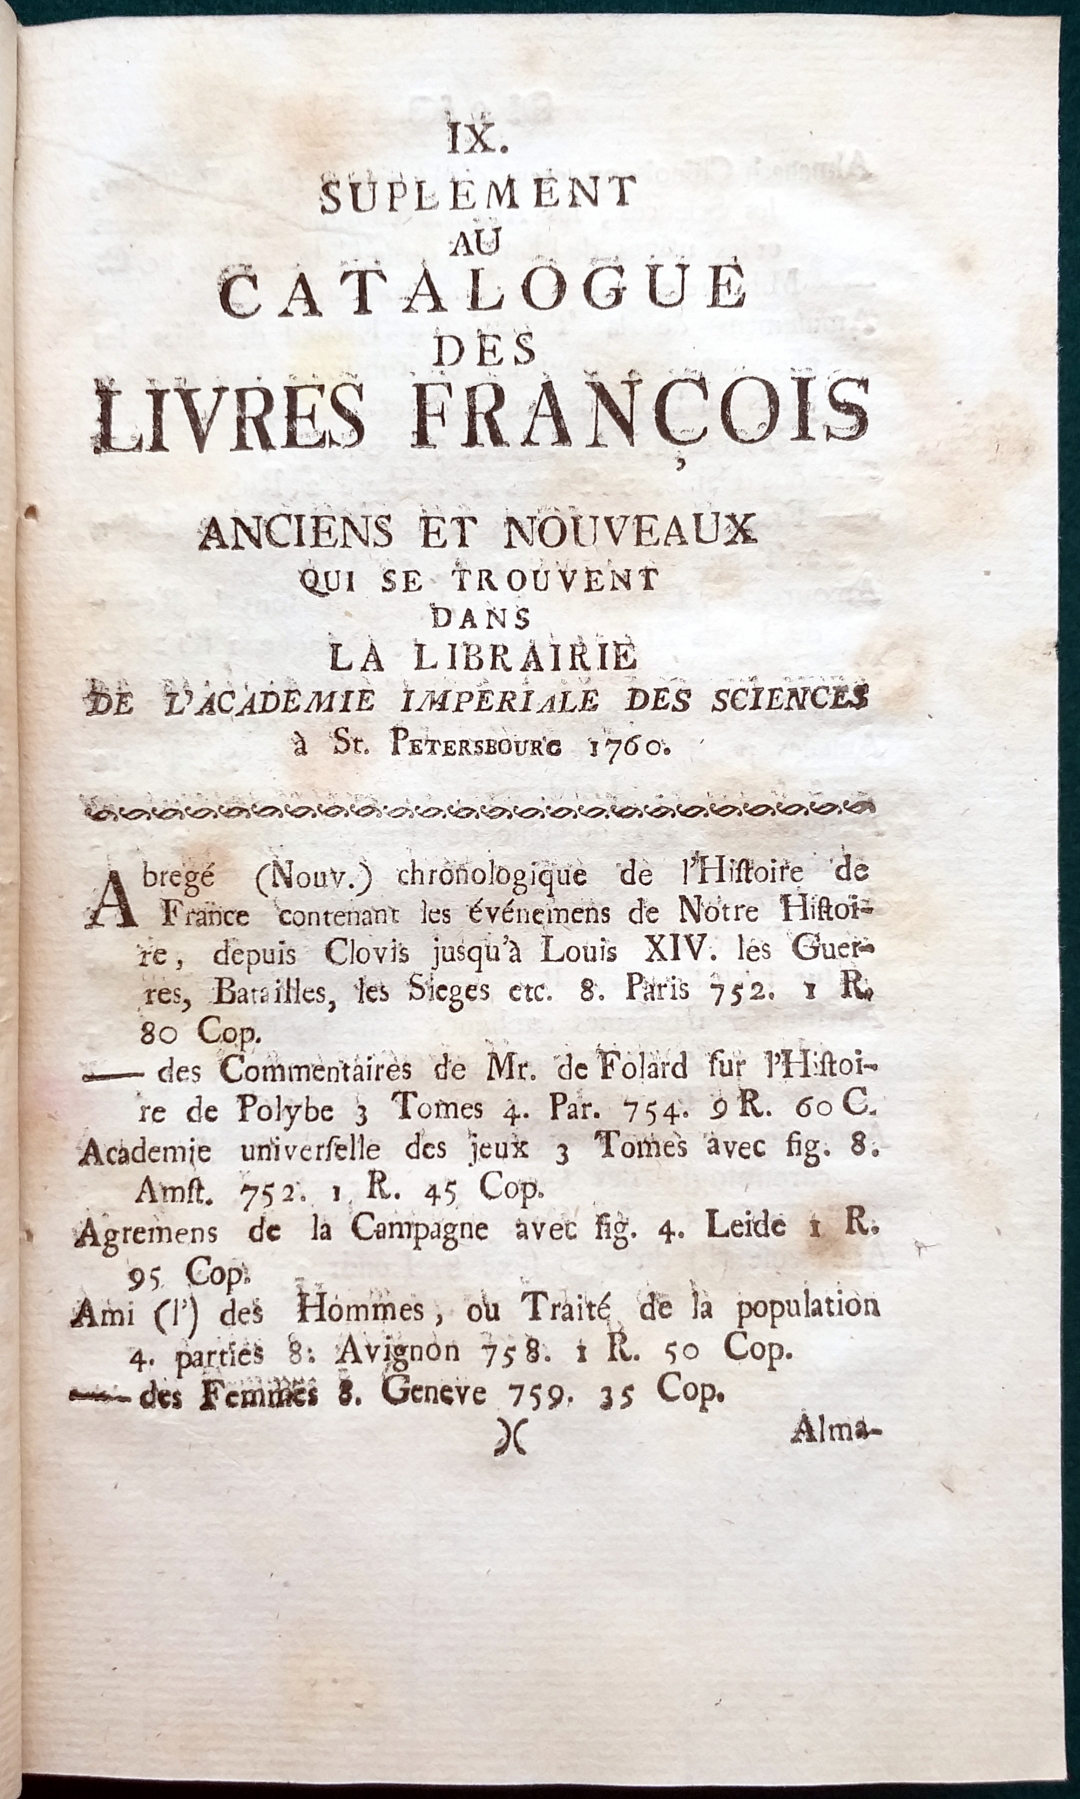 IX.
SUPLEMENT
AU
CATALOGUE
DES
LIVRES FRANÇOIS
ANCIENS ET NOUVEAUX
QUI SE TROUVENT
DANS
LA LIBRAIRIE
DE L'ACADEMIE IMPERIALE DES SCIENCES
à St. PETERSBOURG 1760.
Abregé (Nouv.) chronologique de l'Hiſtoire de
France contenant les événemens de Notre Hiſtoi-
re, depuis Clovis jusqu'à Louis XIV. les Guer-
res, Batailles, les Sieges etc. 8. Paris 752. 1 R.
80 Cop.
— des Commentaires de Mr. de Folard ſur l'Hiſtoi-
re de Polybe 3 Tomes 4. Par. 754. 9 R. 60 C.
Academie univerſelle des jeux 3 Tomes avec fig. 8.
Amſt. 752. 1 R. 45 Cop.
Agremens de la Campagne avec fig. 4. Leide 1 R.
95 Cop.
Ami (l') des Hommes, ou Traité de la population
4. parties 8. Avignon 758. 1 R. 50 Cop.
— des Femmes 8. Geneve 759. 35 Cop.
)( Alma-